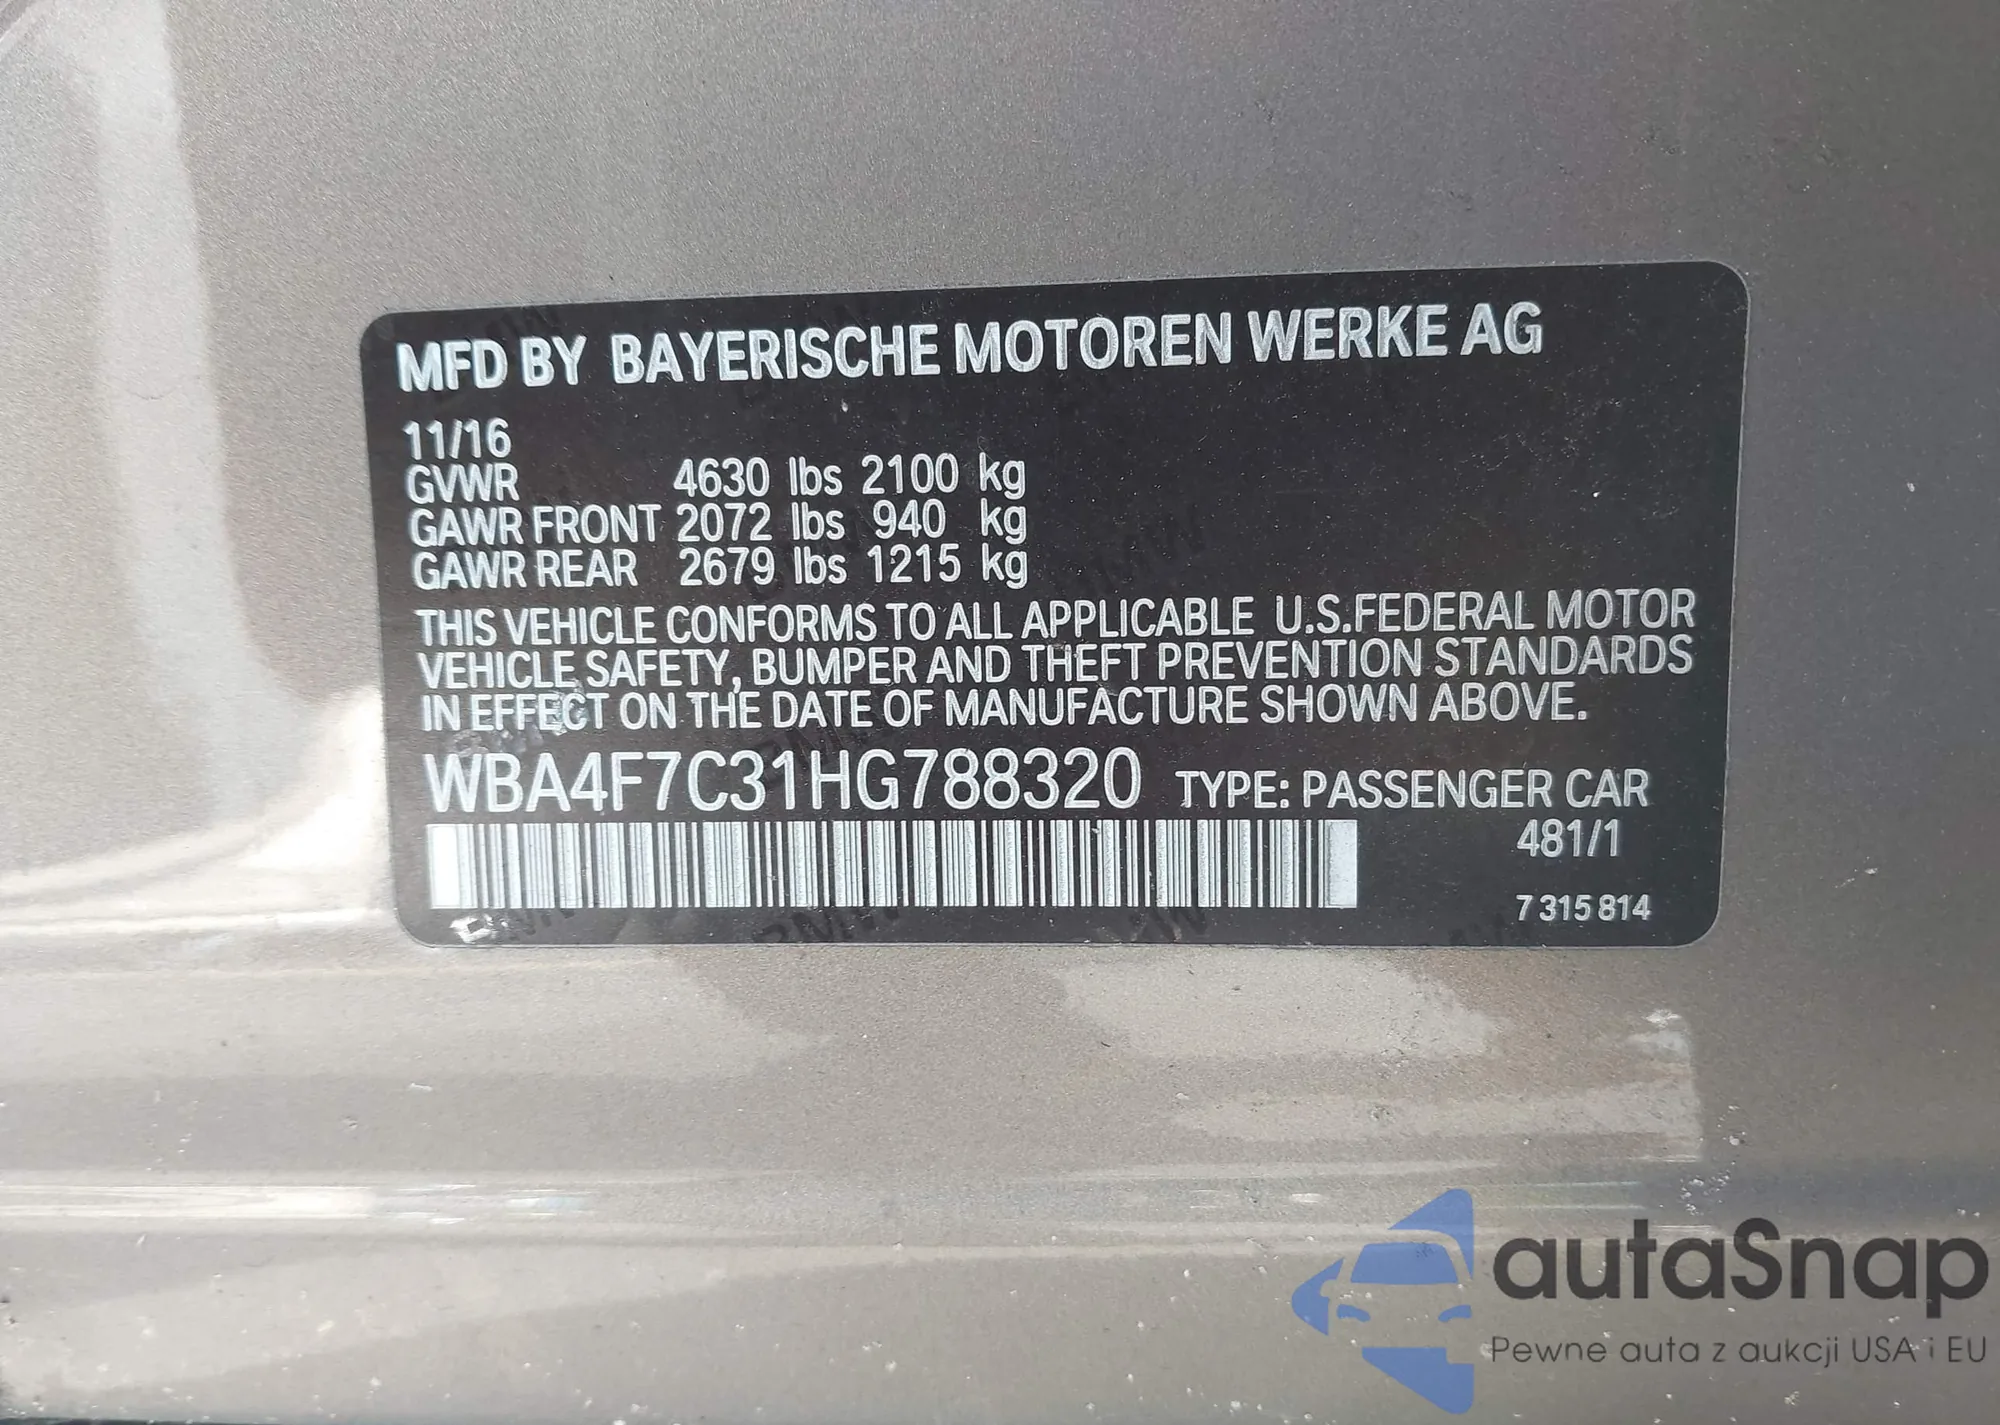 MFD BY BAYERISCHE MOTOREN WERKE AG
11/16
GVWR 4630 lbs 2100 kg
GAWR FRONT 2072 lbs 940 kg
GAWR REAR 2679 lbs 1215 kg
THIS VEHICLE CONFORMS TO ALL APPLICABLE U.S.FEDERAL MOTOR
VEHICLE SAFETY, BUMPER AND THEFT PREVENTION STANDARDS
IN EFFECT ON THE DATE OF MANUFACTURE SHOWN ABOVE.
WBA4F7C31HG788320 TYPE: PASSENGER CAR
481/1
7 315 814
autaSnap
Pewne auta z aukcji USA i EU